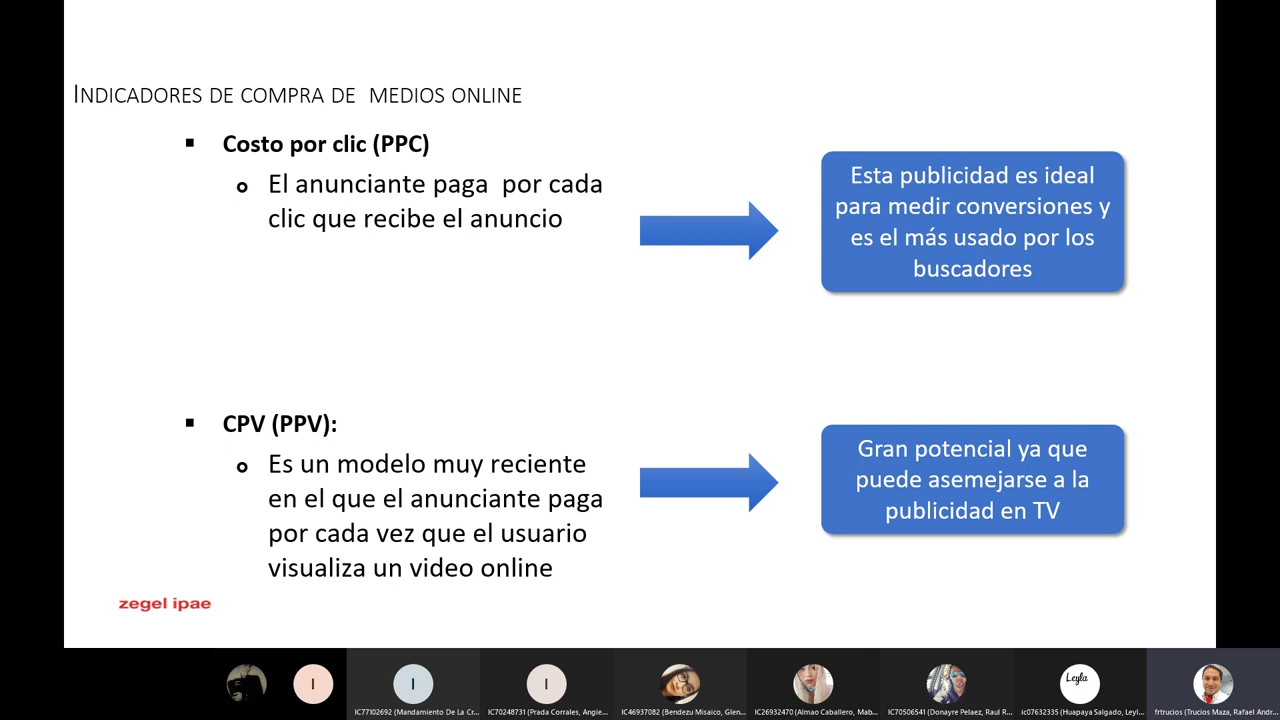 INDICADORES DE COMPRA DE MEDIOS ONLINE
▪ Costo por clic (PPC)
o El anunciante paga por cada
clic que recibe el anuncio
Esta publicidad es ideal
para medir conversiones y
es el más usado por los
buscadores
▪ CPV (PPV):
o Es un modelo muy reciente
en el que el anunciante paga
por cada vez que el usuario
visualiza un video online
Gran potencial ya que
puede asemejarse a la
publicidad en TV
zegel ipae
I
I
I
Leyla
IC77102692 (Mandamiento De La Cr...
IC70248731 (Prada Corrales, Angie...
IC46937082 (Bendezu Misaico, Glen...
IC26932470 (Almao Caballero, Mab...
IC70506541 (Donayre Pelaez, Raul R...
ic07632335 (Huapaya Salgado, Leyl...
frtrucios (Trucios Maza, Rafael Andr...